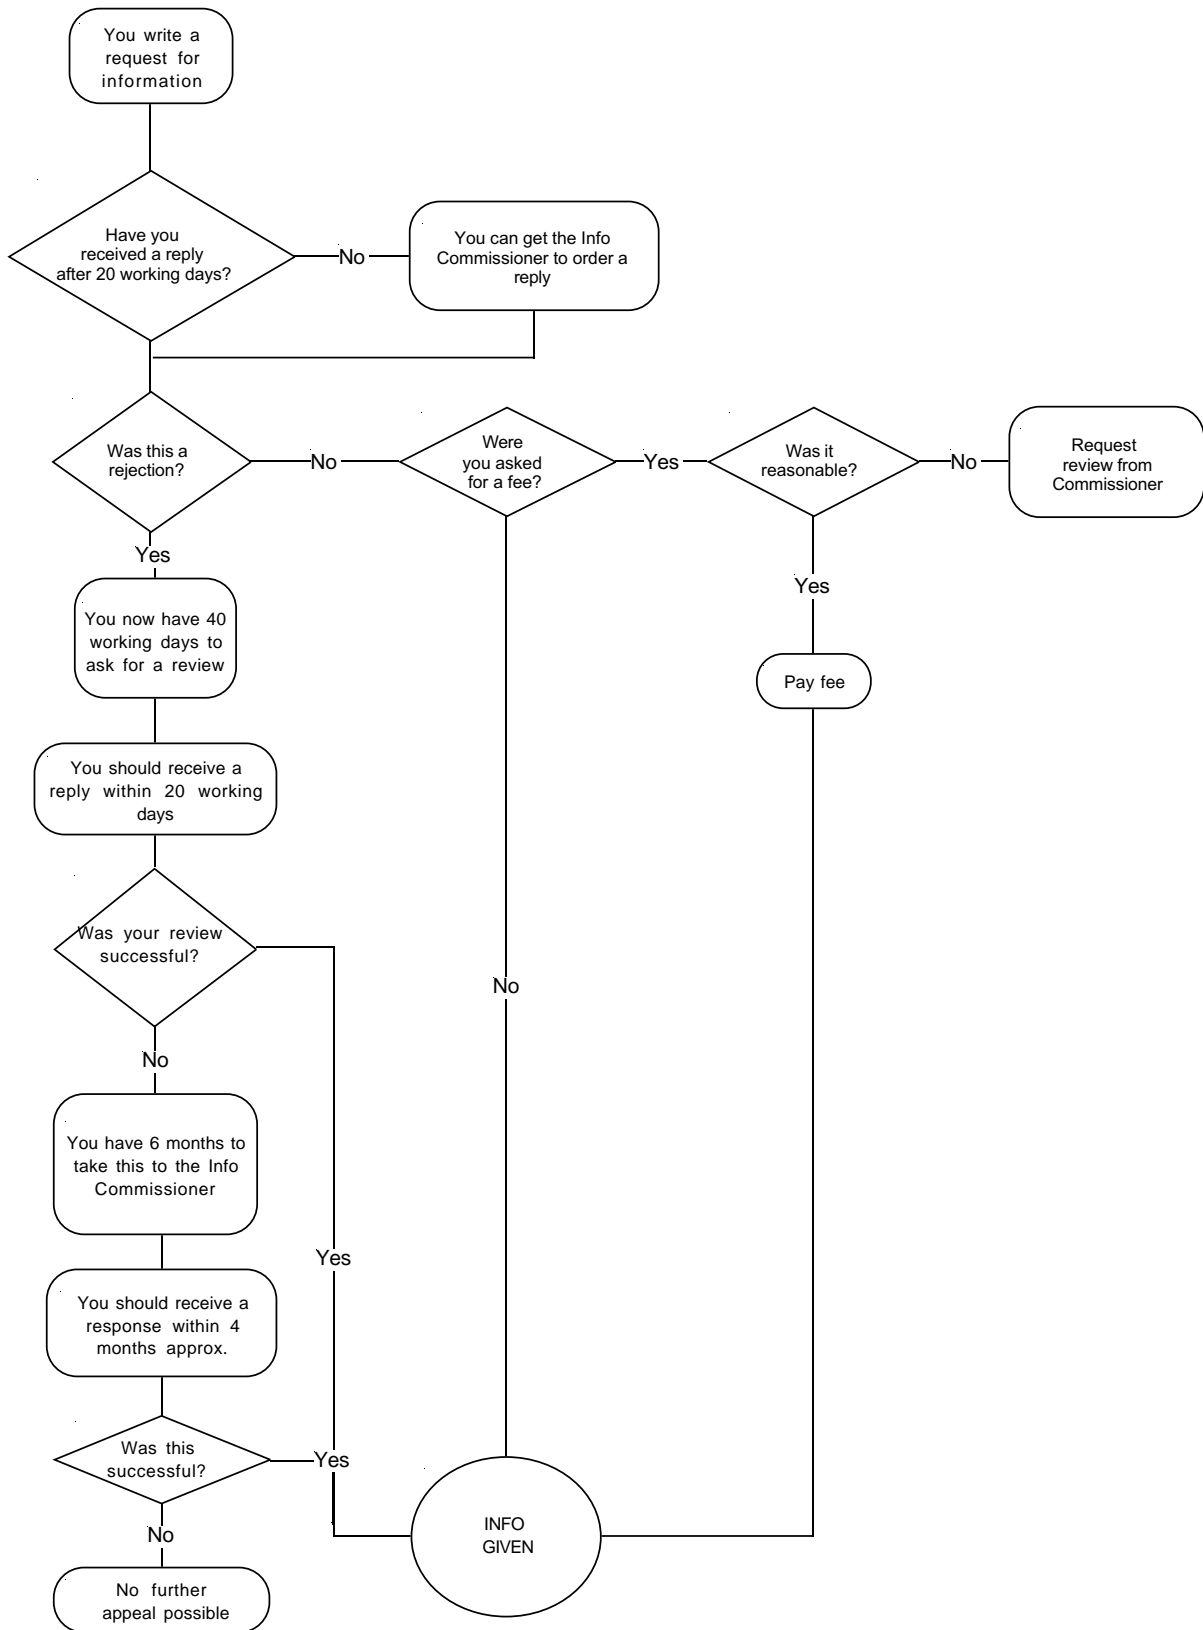 You write a
request for
information
Have you
received a reply
after 20 working days?
No
You can get the Info
Commissioner to order a
reply
Was this a
rejection?
No
Were
you asked
for a fee?
Yes
Was it
reasonable?
No
Request
review from
Commissioner
Yes
You now have 40
working days to
ask for a review
Yes
Pay fee
You should receive a
reply within 20 working
days
Was your review
successful?
No
No
You have 6 months to
take this to the Info
Commissioner
Yes
You should receive a
response within 4
months approx.
Was this
successful?
Yes
No
INFO
GIVEN
No further
appeal possible